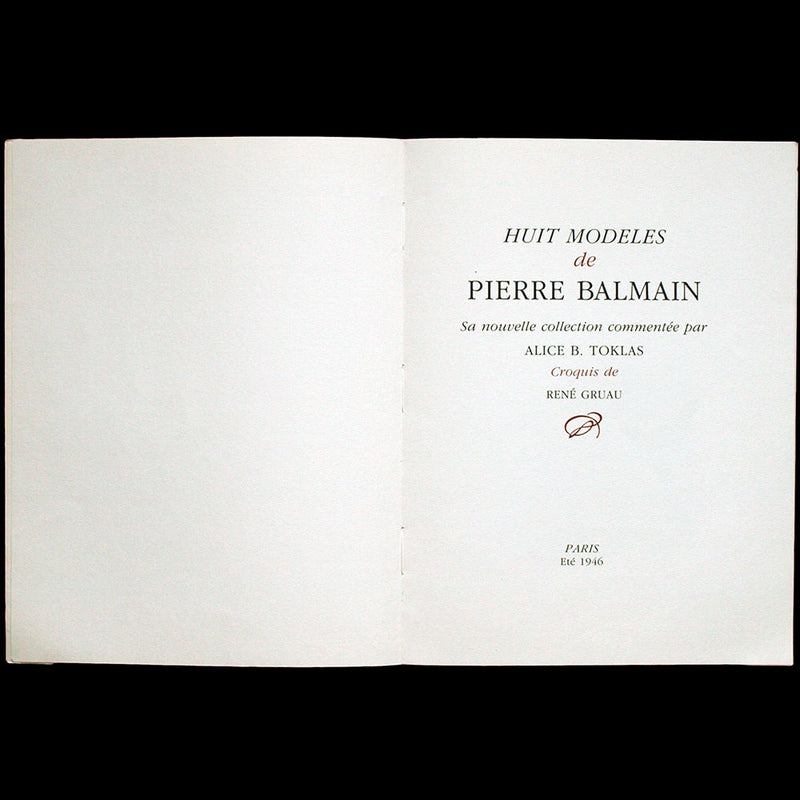 HUIT MODELES
de
PIERRE BALMAIN
Sa nouvelle collection commentée par
ALICE B. TOKLAS
Croquis de
RENÉ GRUAU
PARIS
Eté 1946